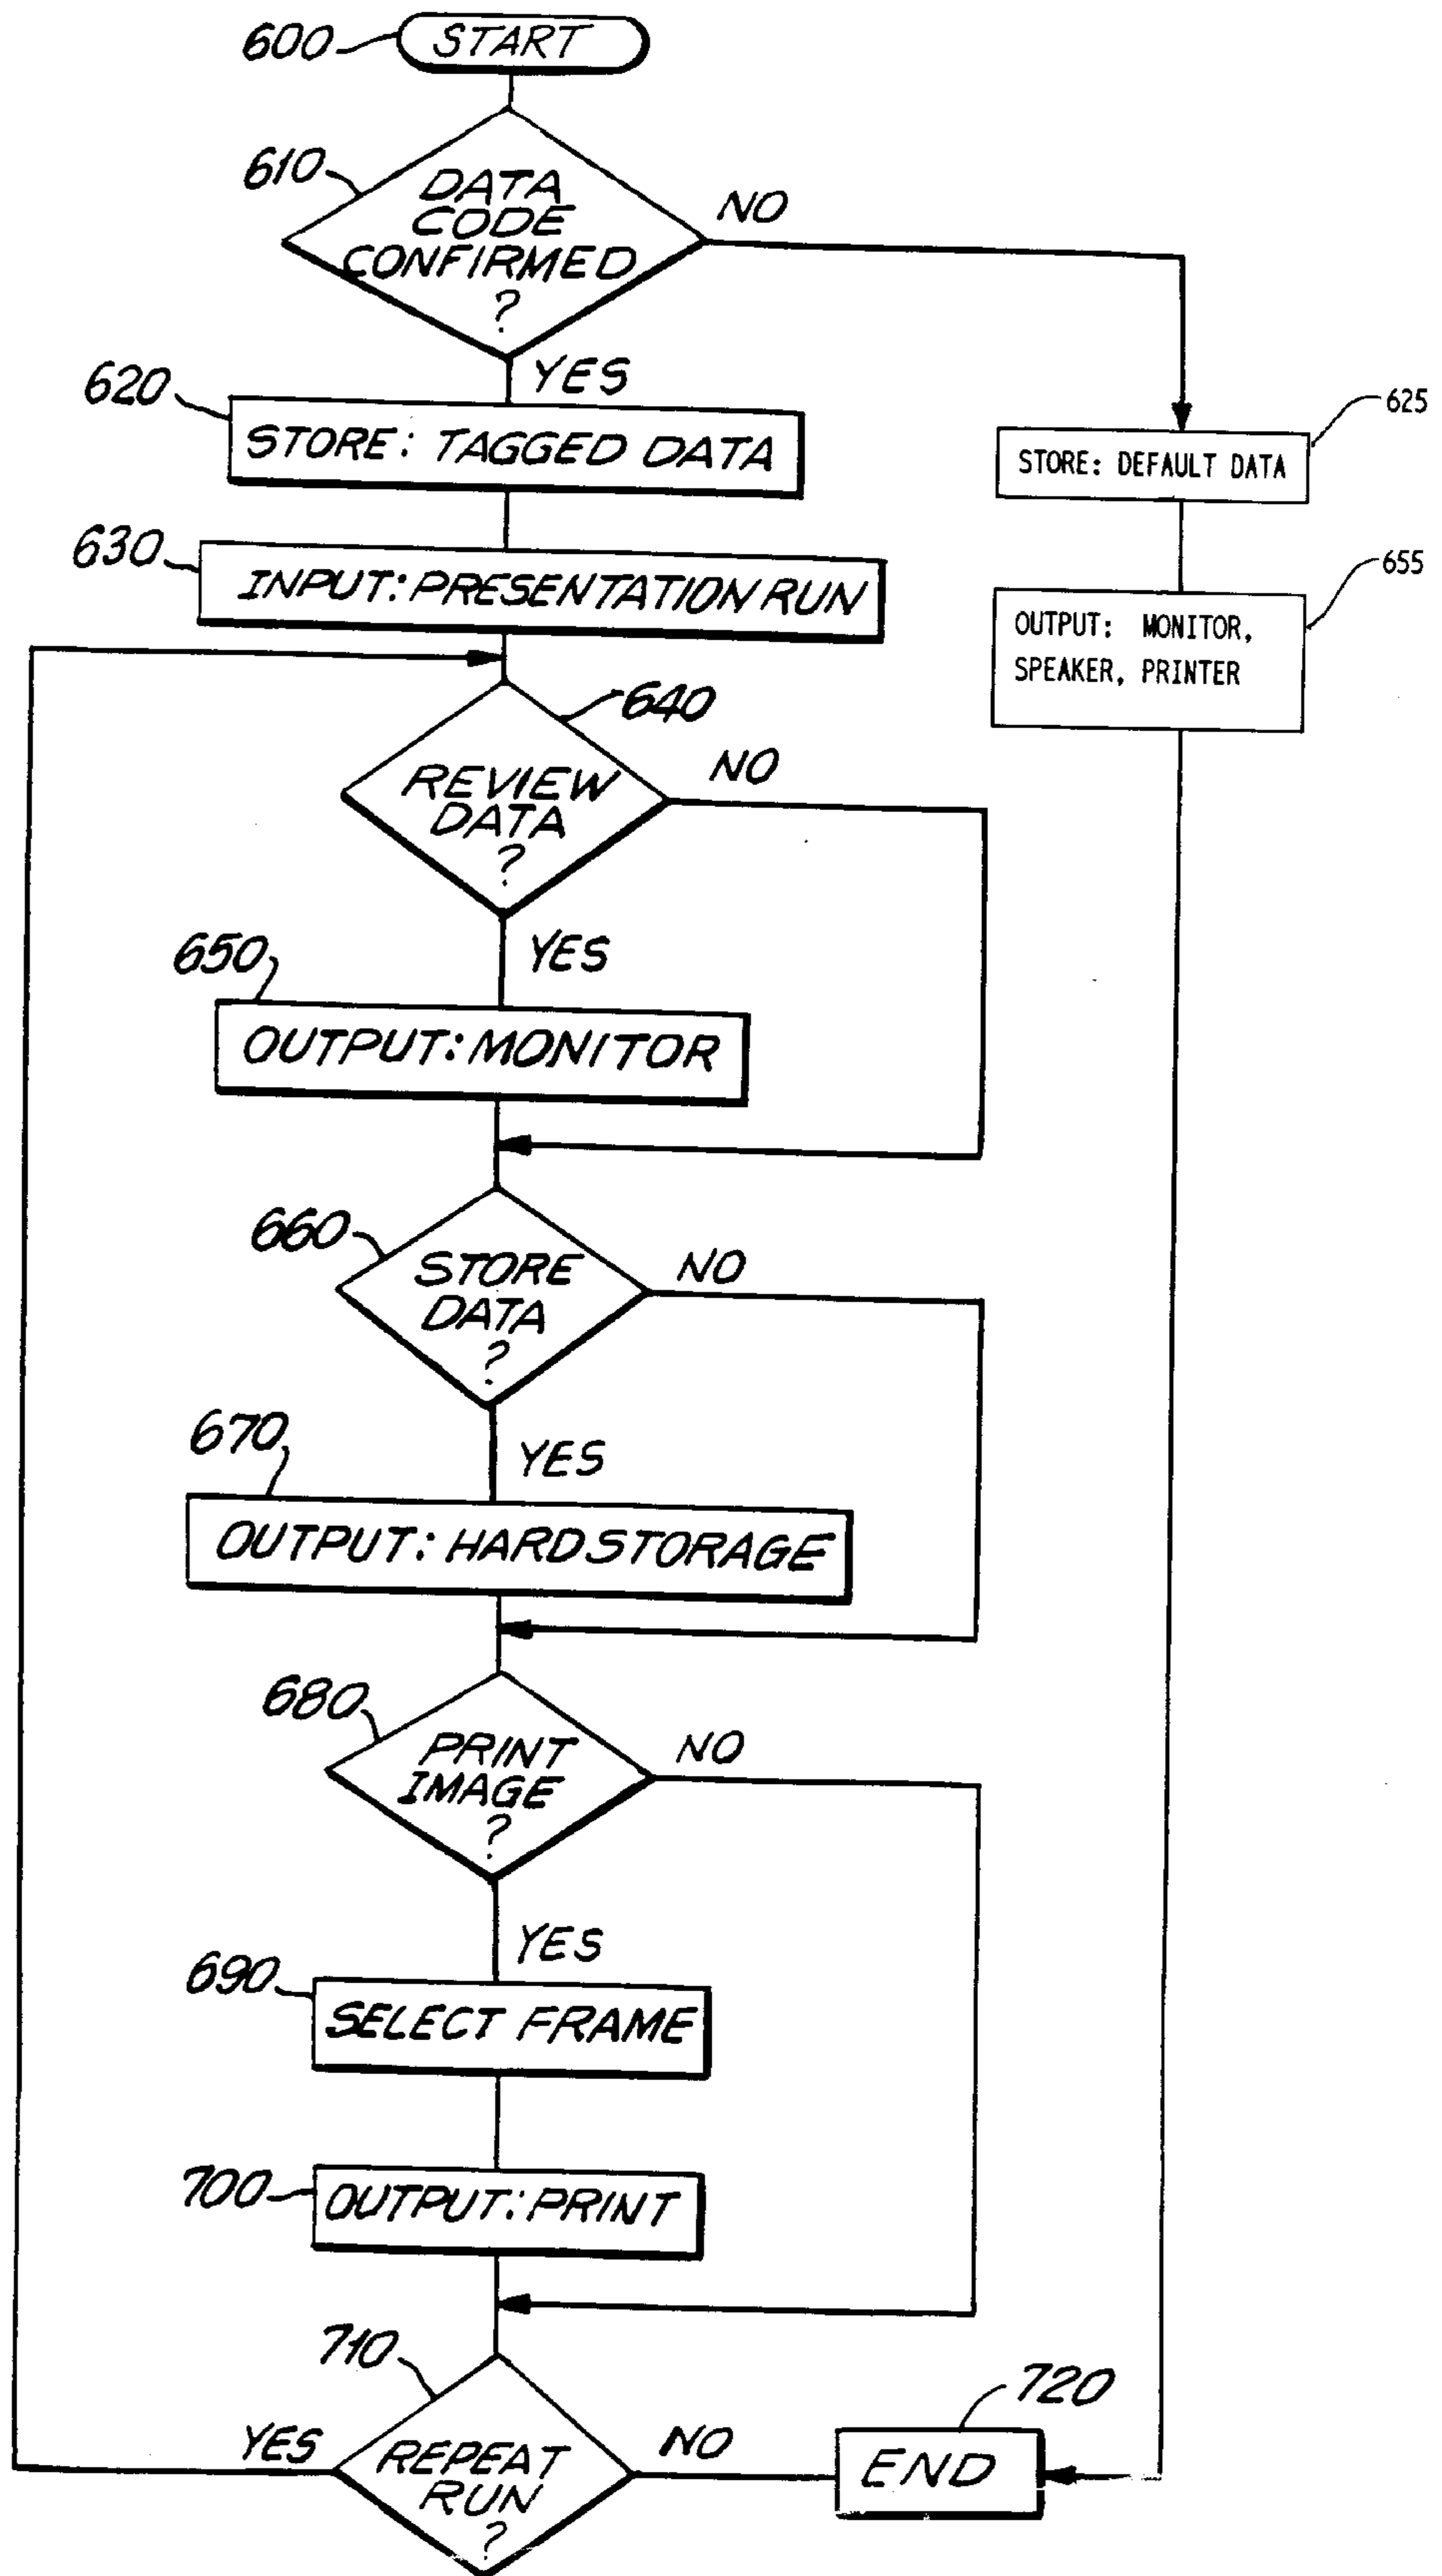 600
START
610
DATA
CODE
CONFIRMED
?
NO
YES
620
STORE: TAGGED DATA
625
STORE: DEFAULT DATA
630
INPUT: PRESENTATION RUN
655
OUTPUT: MONITOR,
SPEAKER, PRINTER
640
REVIEW
DATA
?
NO
YES
650
OUTPUT: MONITOR
660
STORE
DATA
?
NO
YES
670
OUTPUT: HARD STORAGE
680
PRINT
IMAGE
?
NO
YES
690
SELECT FRAME
700
OUTPUT: PRINT
710
REPEAT
RUN
?
YES
NO
720
END